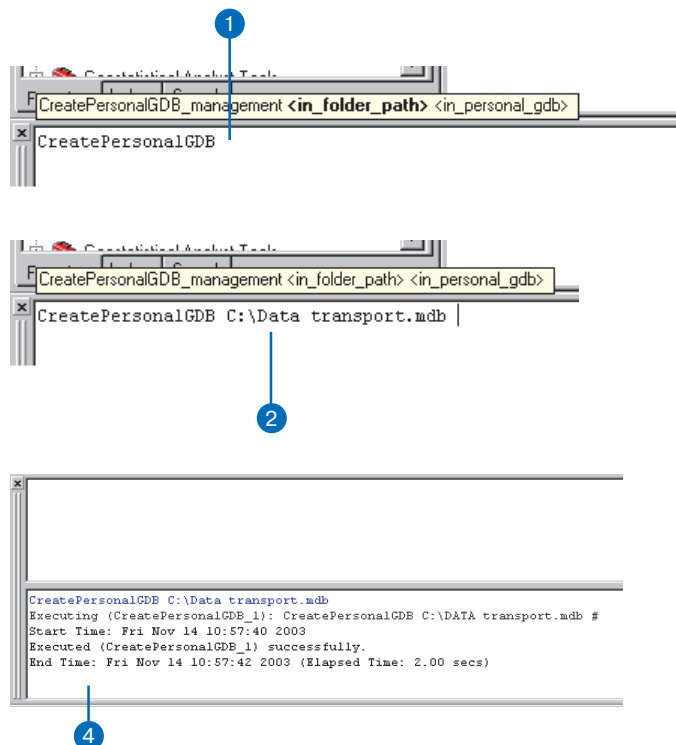 1
CreatePersonalGDB_management <in_folder_path> <in_personal_gdb>
CreatePersonalGDB
CreatePersonalGDB_management <in_folder_path> <in_personal_gdb>
CreatePersonalGDB C:\Data transport.mdb
2
CreatePersonalGDB C:\Data transport.mdb
Executing (CreatePersonalGDB_1): CreatePersonalGDB C:\DATA transport.mdb #
Start Time: Fri Nov 14 10:57:40 2003
Executed (CreatePersonalGDB_1) successfully.
End Time: Fri Nov 14 10:57:42 2003 (Elapsed Time: 2.00 secs)
4